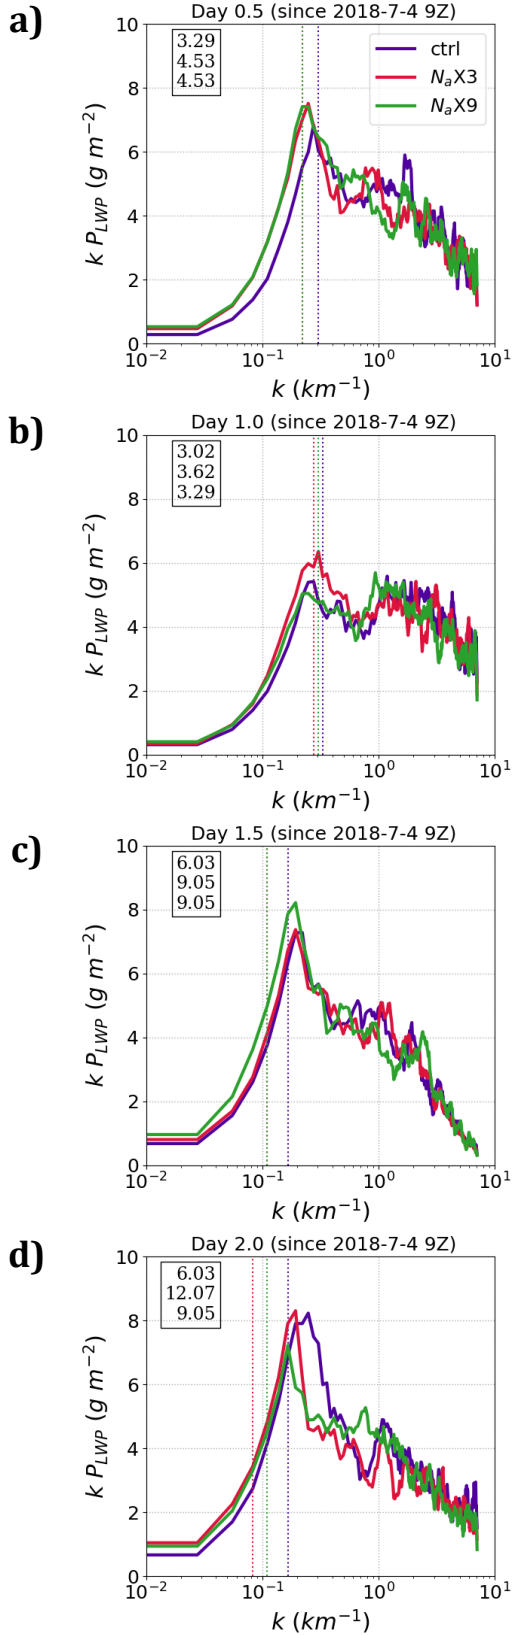 a)
Day 0.5 (since 2018-7-4 9Z)
3.29
4.53
4.53
ctrl
NₐX3
NₐX9
10
8
6
4
2
0
k P_LWP (g m⁻²)
10⁻² 10⁻¹ 10⁰ 10¹
k (km⁻¹)
b)
Day 1.0 (since 2018-7-4 9Z)
3.02
3.62
3.29
10
8
6
4
2
0
k P_LWP (g m⁻²)
10⁻² 10⁻¹ 10⁰ 10¹
k (km⁻¹)
c)
Day 1.5 (since 2018-7-4 9Z)
6.03
9.05
9.05
10
8
6
4
2
0
k P_LWP (g m⁻²)
10⁻² 10⁻¹ 10⁰ 10¹
k (km⁻¹)
d)
Day 2.0 (since 2018-7-4 9Z)
6.03
12.07
9.05
10
8
6
4
2
0
k P_LWP (g m⁻²)
10⁻² 10⁻¹ 10⁰ 10¹
k (km⁻¹)